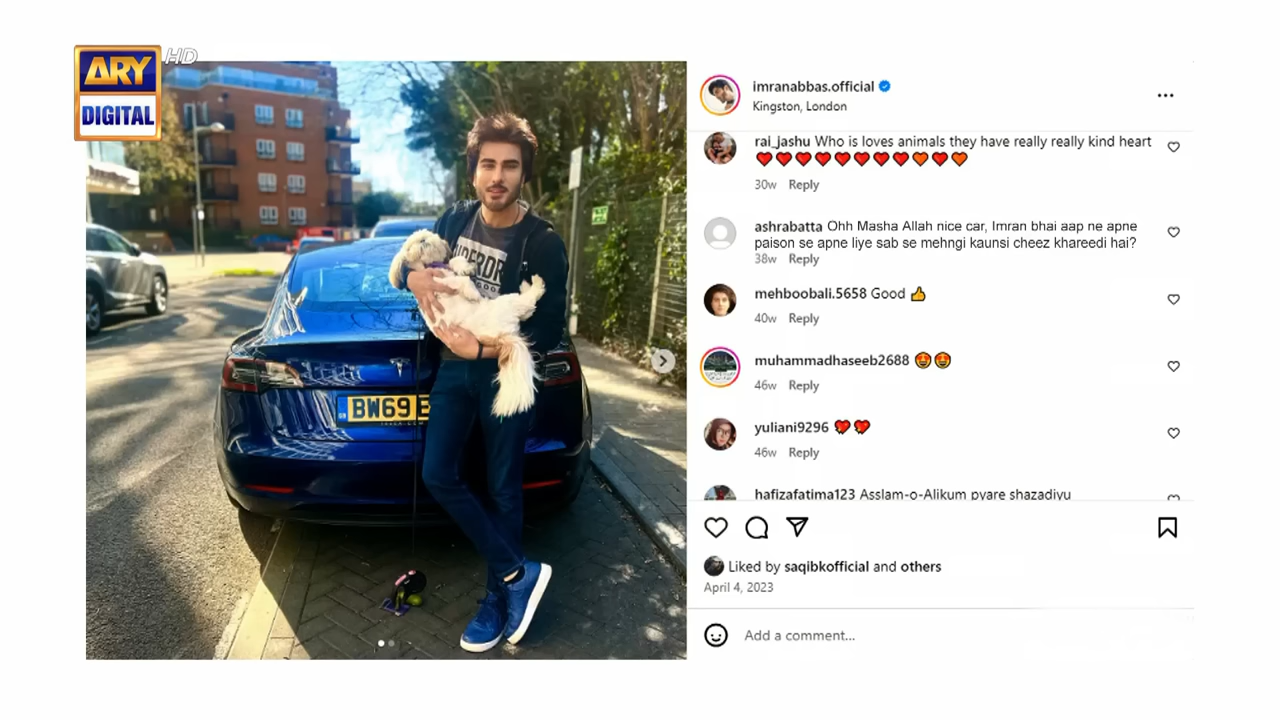 ARY
DIGITAL
HD
SUPERDR
BW69 E
imranabbas.official
Kingston, London
rai_jashu Who is loves animals they have really really kind heart
❤️❤️❤️❤️❤️❤️❤️❤️🧡❤️🧡
30w Reply
ashrabatta Ohh Masha Allah nice car, Imran bhai aap ne apne
paison se apne liye sab se mehngi kaunsi cheez khareedi hai?
38w Reply
mehboobali.5658 Good 👍
40w Reply
muhammadhaseeb2688 😍😍
46w Reply
yuliani9296 ❤️💖
46w Reply
hafizafatima123 Asslam-o-Alikum pyare shazadiyu
Liked by saqibkofficial and others
April 4, 2023
Add a comment...